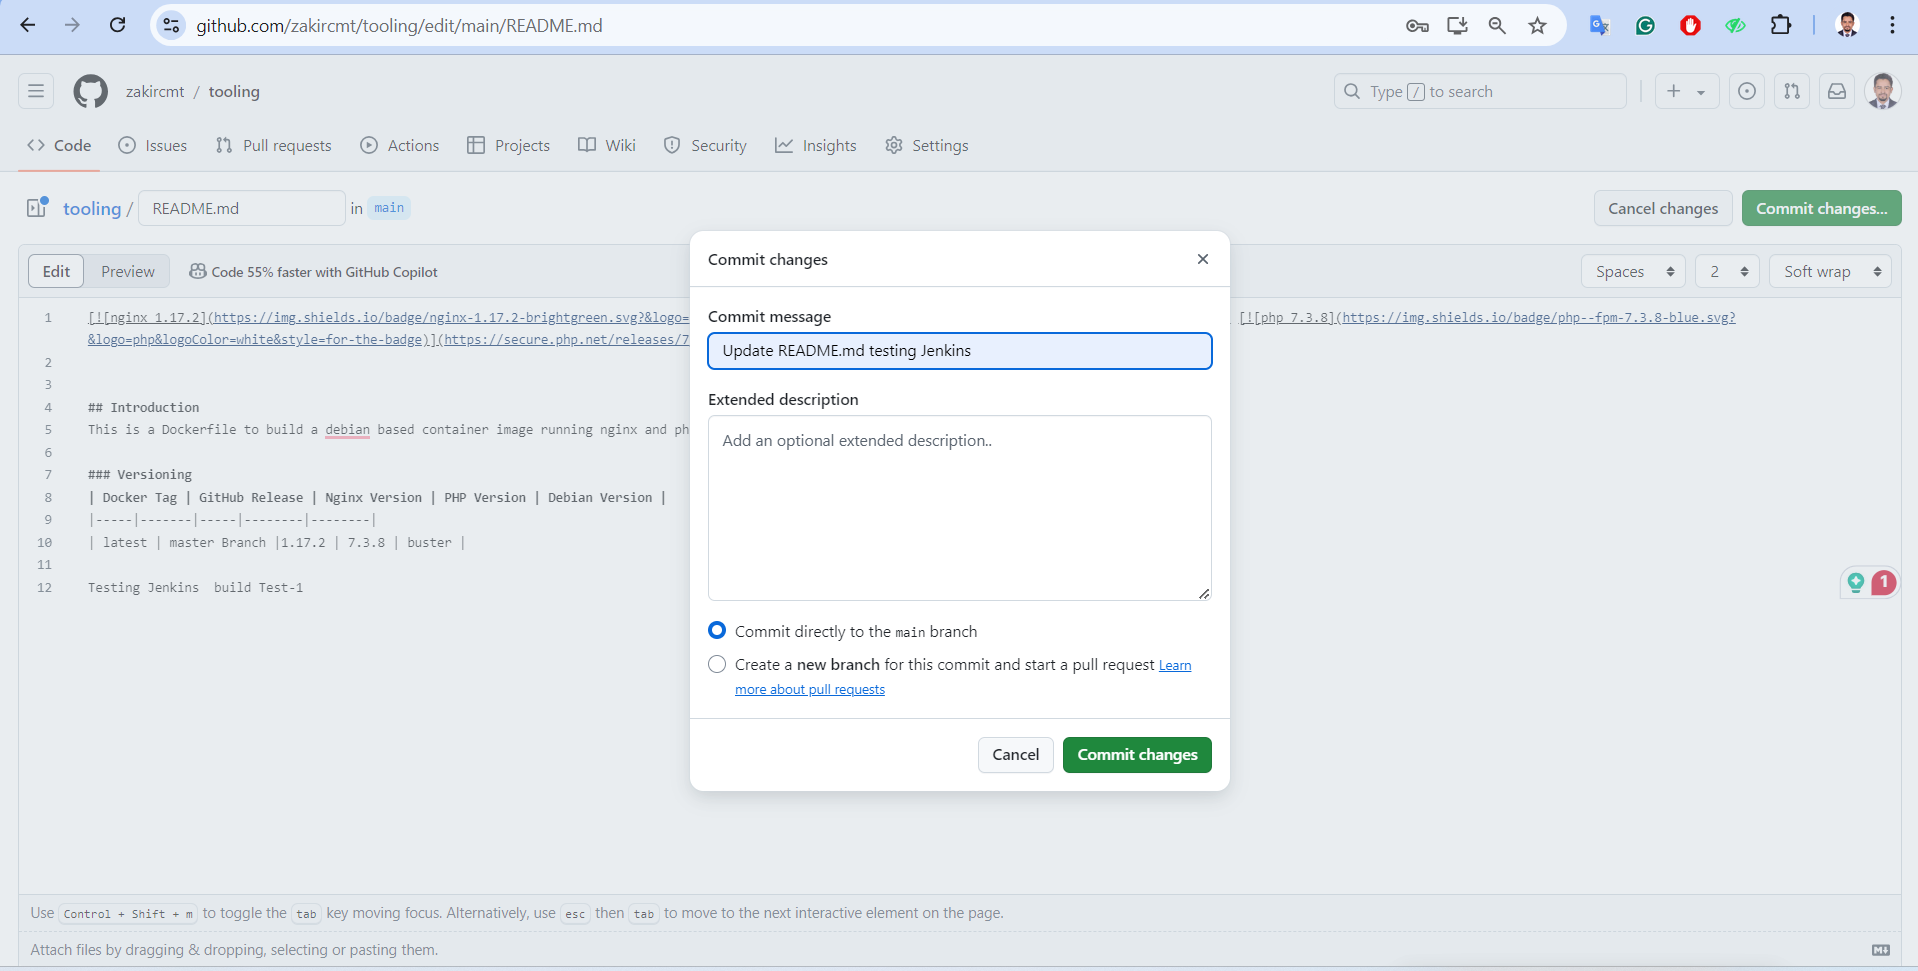 github.com/zakircmt/tooling/edit/main/README.md
zakircmt / tooling
Type / to search
Code Issues Pull requests Actions Projects Wiki Security Insights Settings
tooling / README.md in main
Cancel changes Commit changes...
Edit Preview Code 55% faster with GitHub Copilot
Spaces 2 Soft wrap
1 [![nginx 1.17.2](https://img.shields.io/badge/nginx-1.17.2-brightgreen.svg?&logo= [![php 7.3.8](https://img.shields.io/badge/php--fpm-7.3.8-blue.svg?
&logo=php&logoColor=white&style=for-the-badge)](https://secure.php.net/releases/7
2
3
4 ## Introduction
5 This is a Dockerfile to build a debian based container image running nginx and ph
6
7 ### Versioning
8 | Docker Tag | GitHub Release | Nginx Version | PHP Version | Debian Version |
9 |-----|-------|-----|--------|--------|
10 | latest | master Branch |1.17.2 | 7.3.8 | buster |
11
12 Testing Jenkins  build Test-1
1
Commit changes
Commit message
Update README.md testing Jenkins
Extended description
Add an optional extended description..
Commit directly to the main branch
Create a new branch for this commit and start a pull request Learn
more about pull requests
Cancel Commit changes
Use Control + Shift + m to toggle the tab key moving focus. Alternatively, use esc then tab to move to the next interactive element on the page.
Attach files by dragging & dropping, selecting or pasting them.